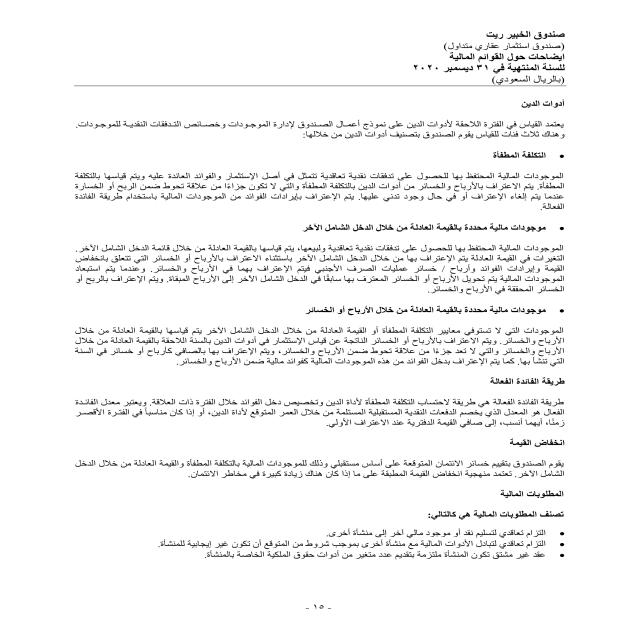 صندوق الخبير ريت
(صندوق استثمار عقاري متداول)
إيضاحات حول القوائم المالية
للسنة المنتهية في ٣١ ديسمبر ٢٠٢٠
(بالريال السعودي)
أدوات الدين
يعتمد القياس في الفترة اللاحقة لأدوات الدين على نموذج أعمال الصندوق لإدارة الموجودات وخصائص التدفقات النقدية للموجودات.
وهناك ثلاث فئات للقياس يقوم الصندوق بتصنيف أدوات الدين من خلالها:
• التكلفة المطفأة
الموجودات المالية المحتفظ بها للحصول على تدفقات نقدية تعاقدية تتمثل في أصل الإستثمار والفوائد العائدة عليه ويتم قياسها بالتكلفة
المطفأة. يتم الاعتراف بالأرباح والخسائر من أدوات الدين بالتكلفة المطفأة والتي لا تكون جزاءًا من علاقة تحوط ضمن الربح أو الخسارة
عندما يتم إلغاء الإعتراف أو في حال وجود تدني عليها. يتم الإعتراف بإيرادات الفوائد من الموجودات المالية باستخدام طريقة الفائدة
الفعالة.
• موجودات مالية محددة بالقيمة العادلة من خلال الدخل الشامل الآخر
الموجودات المالية المحتفظ بها للحصول على تدفقات نقدية تعاقدية ولبيعها، يتم قياسها بالقيمة العادلة من خلال قائمة الدخل الشامل الآخر.
التغيرات في القيمة العادلة يتم الإعتراف بها من خلال الدخل الشامل الآخر باستثناء الاعتراف بالأرباح أو الخسائر التي تتعلق بانخفاض
القيمة وإيرادات الفوائد وأرباح / خسائر عمليات الصرف الأجنبي فيتم الإعتراف بهما في الأرباح والخسائر. وعندما يتم استبعاد
الموجودات المالية يتم تحويل الأرباح أو الخسائر المعترف بها سابقًا في الدخل الشامل الآخر إلى الأرباح المبقاة. ويتم الإعتراف بالربح أو
الخسائر المحققة في الأرباح والخسائر.
• موجودات مالية محددة بالقيمة العادلة من خلال الأرباح أو الخسائر
الموجودات التي لا تستوفي معايير التكلفة المطفأة أو القيمة العادلة من خلال الدخل الشامل الآخر يتم قياسها بالقيمة العادلة من خلال
الأرباح والخسائر. ويتم الاعتراف بالأرباح أو الخسائر الناتجة عن قياس الإستثمار في أدوات الدين بالسنة اللاحقة بالقيمة العادلة من خلال
الأرباح والخسائر والتي لا تعد جزءًا من علاقة تحوط ضمن الأرباح والخسائر، ويتم الإعتراف بها بالصافي كأرباح أو خسائر في السنة
التي تنشأ بها. كما يتم الإعتراف بدخل الفوائد من هذه الموجودات المالية كفوائد مالية ضمن الأرباح والخسائر.
طريقة الفائدة الفعالة
طريقة الفائدة الفعالة هي طريقة لاحتساب التكلفة المطفأة لأداة الدين وتخصيص دخل الفوائد خلال الفترة ذات العلاقة. ويعتبر معدل الفائدة
الفعال هو المعدل الذي يخصم الدفعات النقدية المستقبلية المستلمة من خلال العمر المتوقع لأداة الدين، أو إذا كان مناسباً في الفترة الأقصر
زمنًا، أيهما أنسب، إلى صافي القيمة الدفترية عند الاعتراف الأولي.
انخفاض القيمة
يقوم الصندوق بتقييم خسائر الائتمان المتوقعة على أساس مستقبلي وذلك للموجودات المالية بالتكلفة المطفأة والقيمة العادلة من خلال الدخل
الشامل الآخر. تعتمد منهجية انخفاض القيمة المطبقة على ما إذا كان هناك زيادة كبيرة في مخاطر الائتمان.
المطلوبات المالية
تصنف المطلوبات المالية هي كالتالي:
• التزام تعاقدي لتسليم نقد أو موجود مالي آخر إلى منشأة أخرى.
• التزام تعاقدي لتبادل الأدوات المالية مع منشأة أخرى بموجب شروط من المتوقع أن تكون غير إيجابية للمنشأة.
• عقد غير مشتق تكون المنشأة ملتزمة بتقديم عدد متغير من أدوات حقوق الملكية الخاصة بالمنشأة.
- ١٥ -